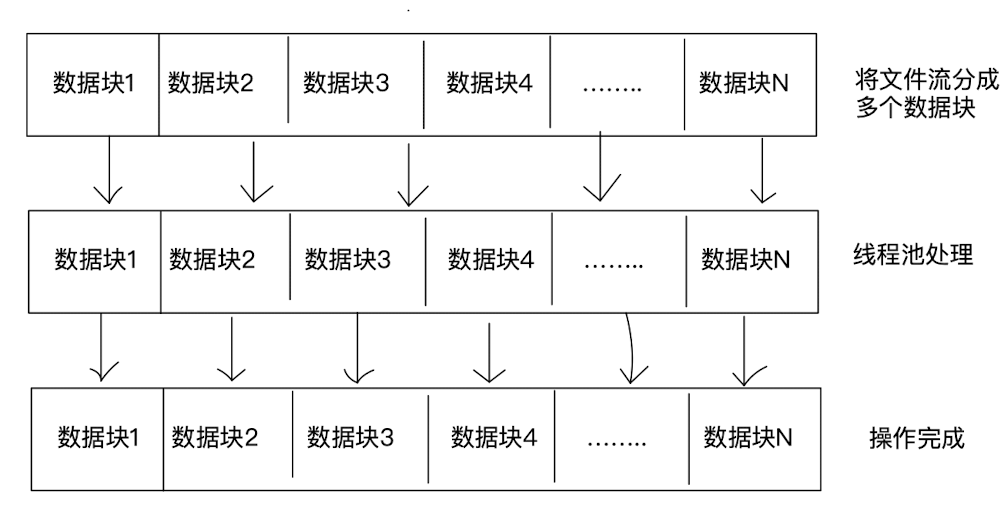 数据块1 数据块2 数据块3 数据块4 ........ 数据块N
将文件流分成
多个数据块
数据块1 数据块2 数据块3 数据块4 ........ 数据块N
线程池处理
数据块1 数据块2 数据块3 数据块4 ........ 数据块N
操作完成